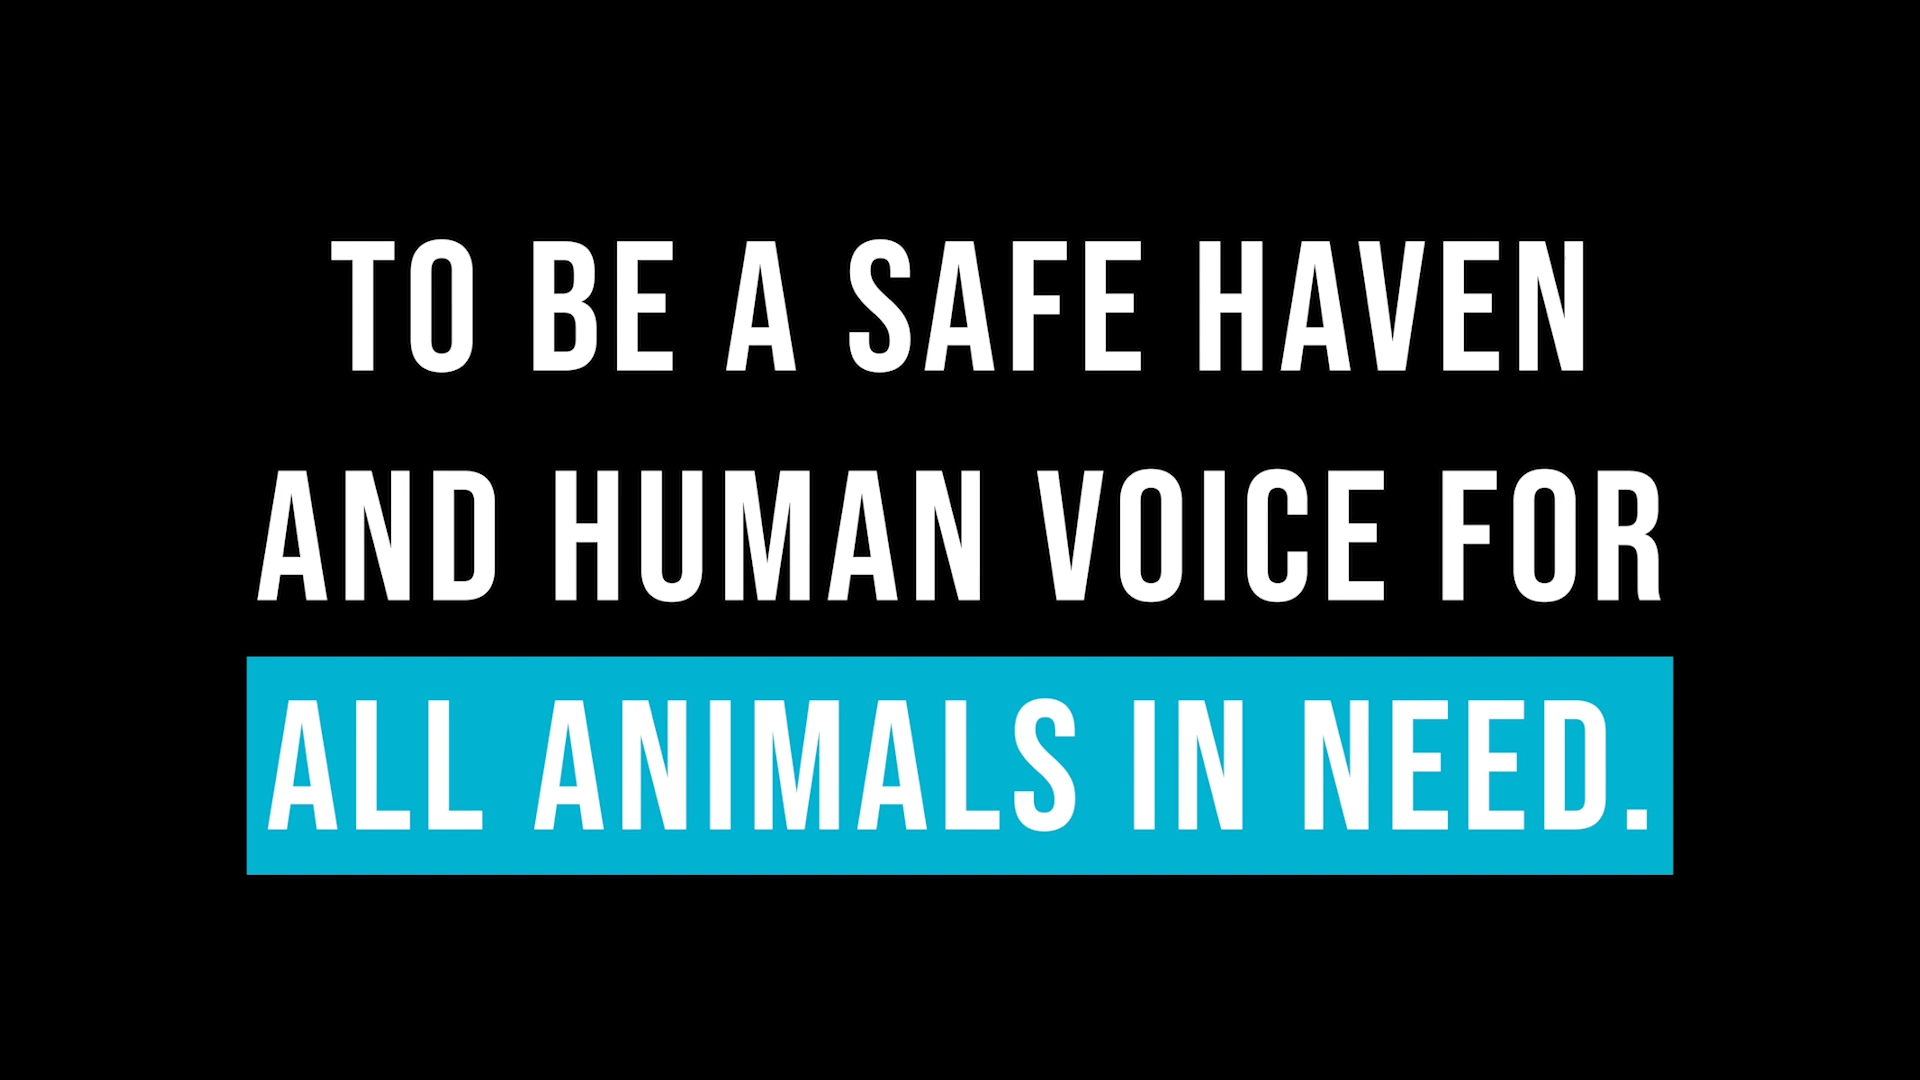 TO BE A SAFE HAVEN
AND HUMAN VOICE FOR
ALL ANIMALS IN NEED.